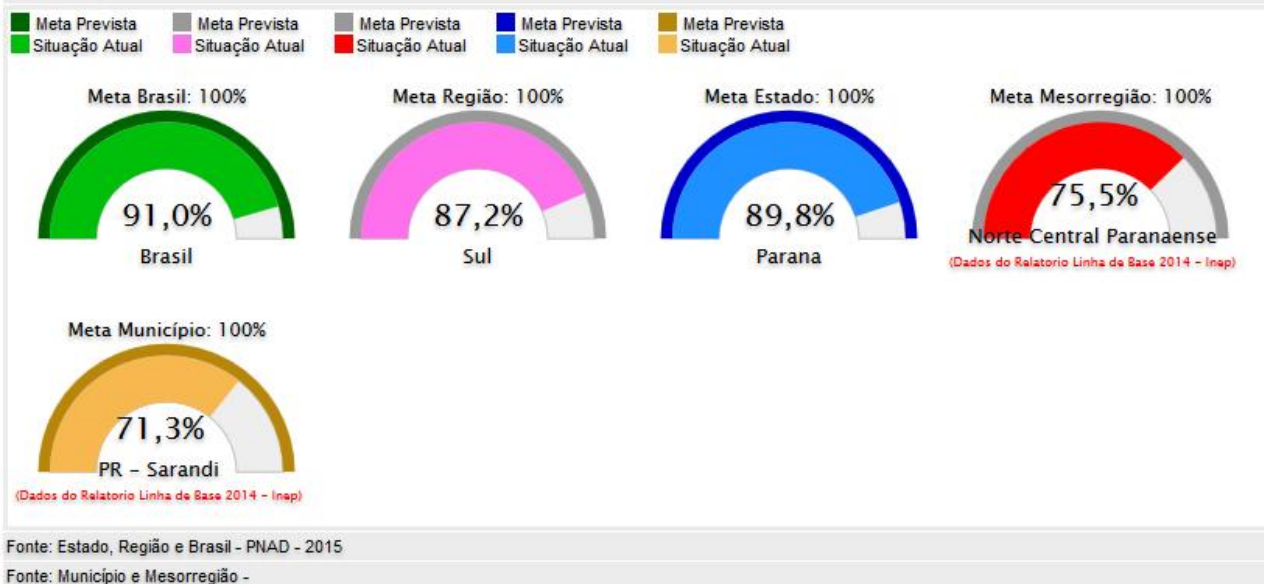 Meta Prevista Meta Prevista Meta Prevista Meta Prevista Meta Prevista
Situação Atual Situação Atual Situação Atual Situação Atual Situação Atual
Meta Brasil: 100%
91,0%
Brasil
Meta Região: 100%
87,2%
Sul
Meta Estado: 100%
89,8%
Parana
Meta Mesorregião: 100%
75,5%
Norte Central Paranaense
(Dados do Relatorio Linha de Base 2014 - Inep)
Meta Município: 100%
71,3%
PR - Sarandi
(Dados do Relatorio Linha de Base 2014 - Inep)
Fonte: Estado, Região e Brasil - PNAD - 2015
Fonte: Município e Mesorregião -